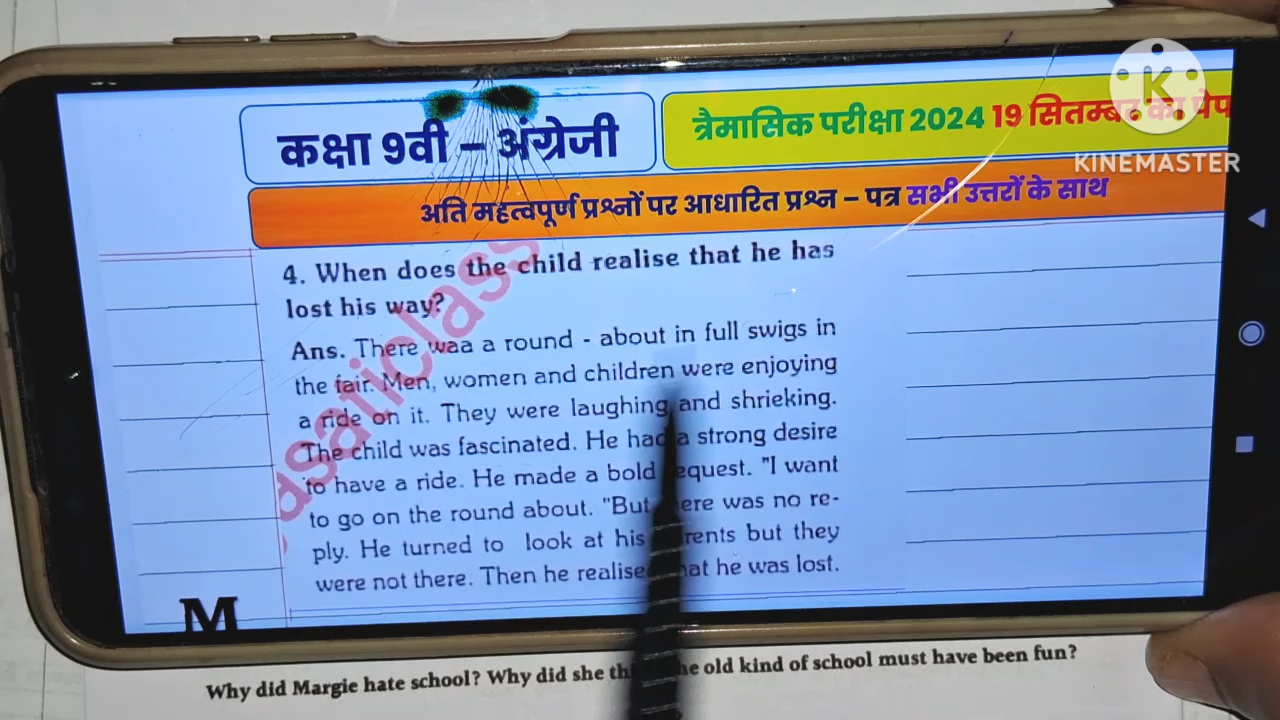 कक्षा 9वी – अंग्रेजी
त्रैमासिक परीक्षा 2024 19 सितम्बर का पेप
KINEMASTER
अति महत्वपूर्ण प्रश्नों पर आधारित प्रश्न – पत्र सभी उत्तरों के साथ
4. When does the child realise that he has
lost his way?
Ans. There waa a round - about in full swigs in
the fair. Men, women and children were enjoying
a ride on it. They were laughing and shrieking.
The child was fascinated. He had a strong desire
to have a ride. He made a bold request. "I want
to go on the round about. "But there was no re-
ply. He turned to look at his parents but they
were not there. Then he realised that he was lost.
M
Why did Margie hate school? Why did she think the old kind of school must have been fun?